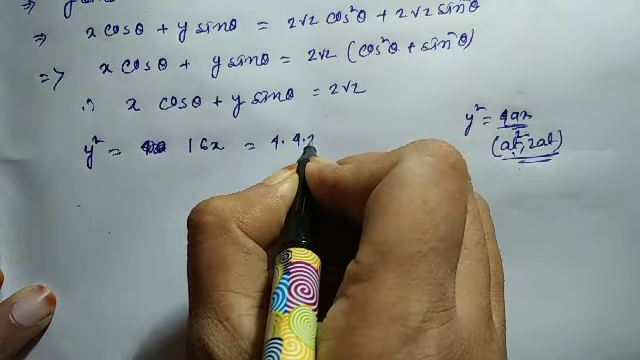 ⇒ x cosθ + y sinθ = 2√2 cos²θ + 2√2 sin²θ
=> x cosθ + y sinθ = 2√2 (cos²θ + sin²θ)
∴ x cosθ + y sinθ = 2√2
y² = 4ax
(at², 2at)
y² = 16x = 4.4.x